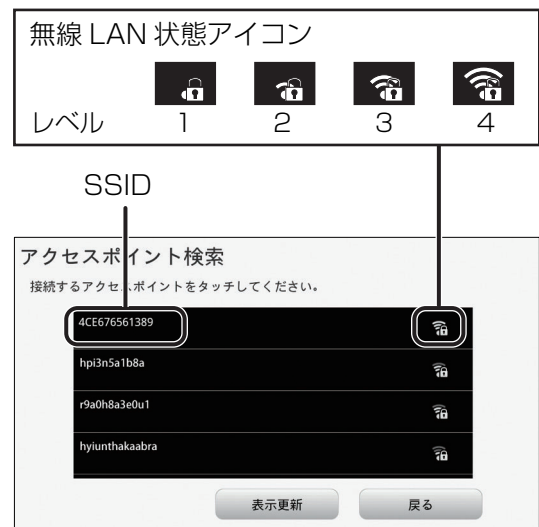 無線 LAN 状態アイコン
レベル 1 2 3 4
SSID
アクセスポイント検索
接続するアクセスポイントをタッチしてください。
4CE676561389
hpi3n5a1b8a
r9a0h8a3e0u1
hyiunthakaabra
表示更新 戻る